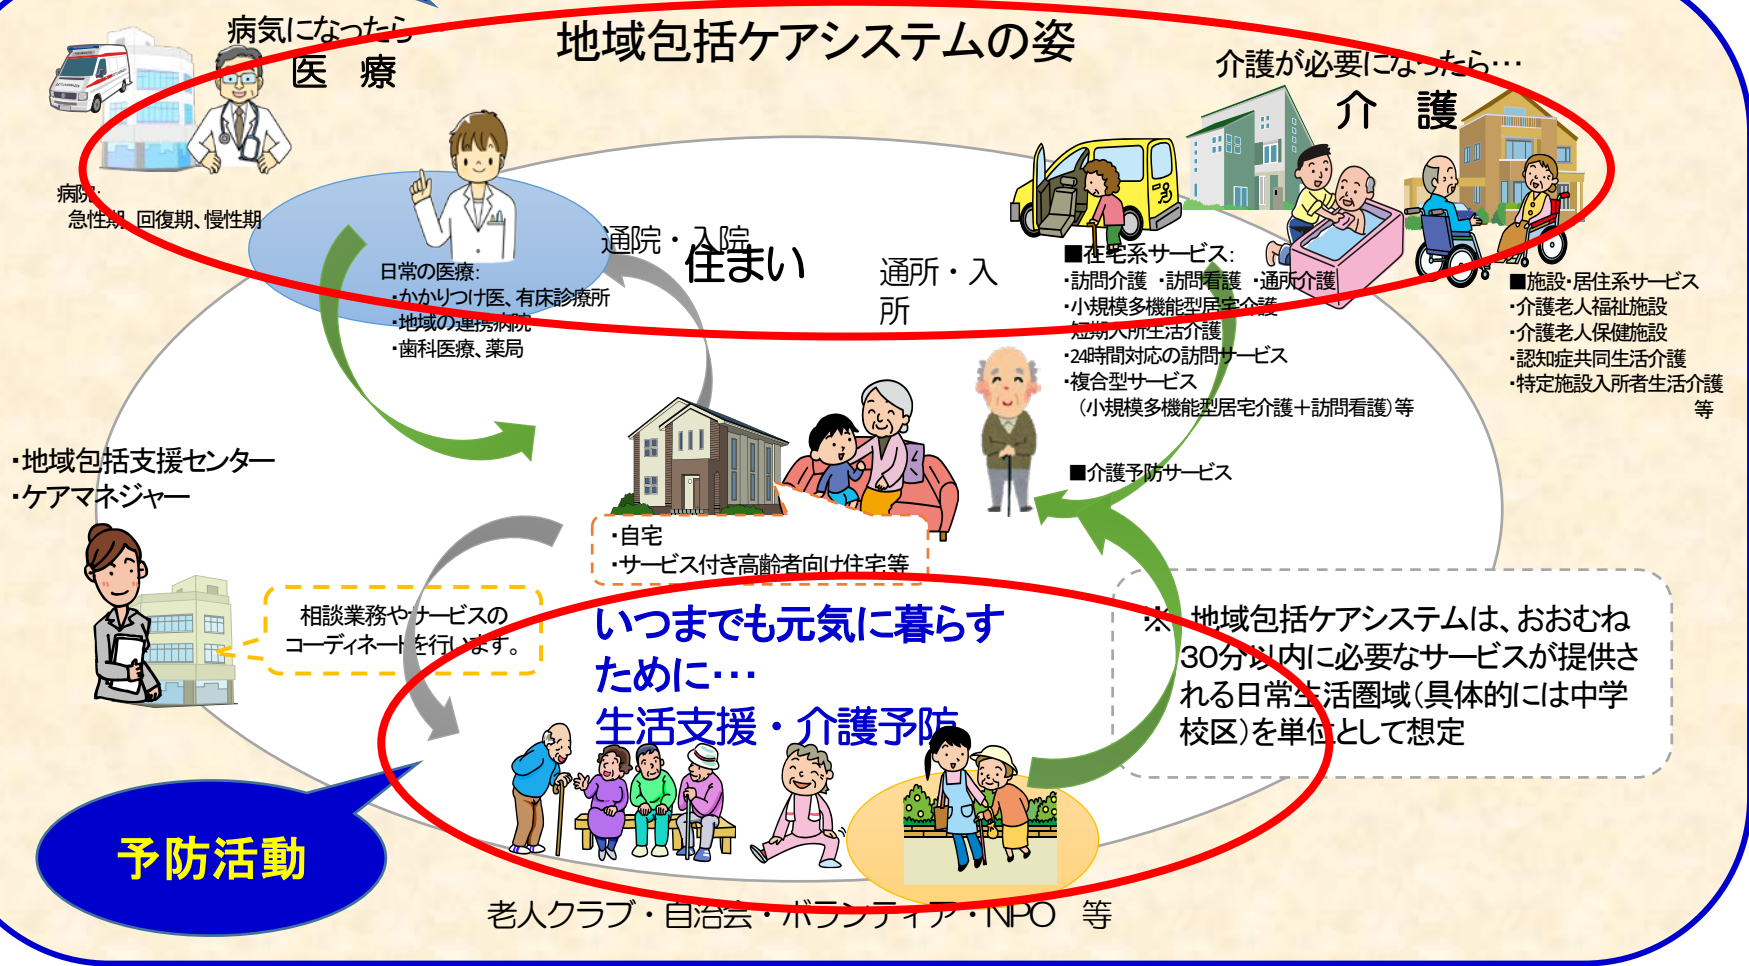 地域包括ケアシステムの姿
病気になったら
医　療
病院:
急性期、回復期、慢性期
日常の医療:
・かかりつけ医、有床診療所
・地域の連携病院
・歯科医療、薬局
通院・入院
住まい
通所・入
所
介護が必要になったら…
介　護
■在宅系サービス:
・訪問介護 ・訪問看護 ・通所介護
・小規模多機能型居宅介護
・短期入所生活介護
・24時間対応の訪問サービス
・複合型サービス
（小規模多機能型居宅介護＋訪問看護）等
■介護予防サービス
■施設・居住系サービス
・介護老人福祉施設
・介護老人保健施設
・認知症共同生活介護
・特定施設入所者生活介護
等
・地域包括支援センター
・ケアマネジャー
相談業務やサービスの
コーディネートを行います。
・自宅
・サービス付き高齢者向け住宅等
いつまでも元気に暮らす
ために…
生活支援・介護予防
※　地域包括ケアシステムは、おおむね
30分以内に必要なサービスが提供さ
れる日常生活圏域（具体的には中学
校区）を単位として想定
予防活動
老人クラブ・自治会・ボランティア・NPO　等